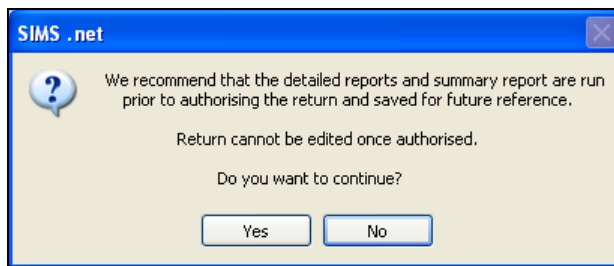 SIMS .net
We recommend that the detailed reports and summary report are run
prior to authorising the return and saved for future reference.
Return cannot be edited once authorised.
Do you want to continue?
Yes No